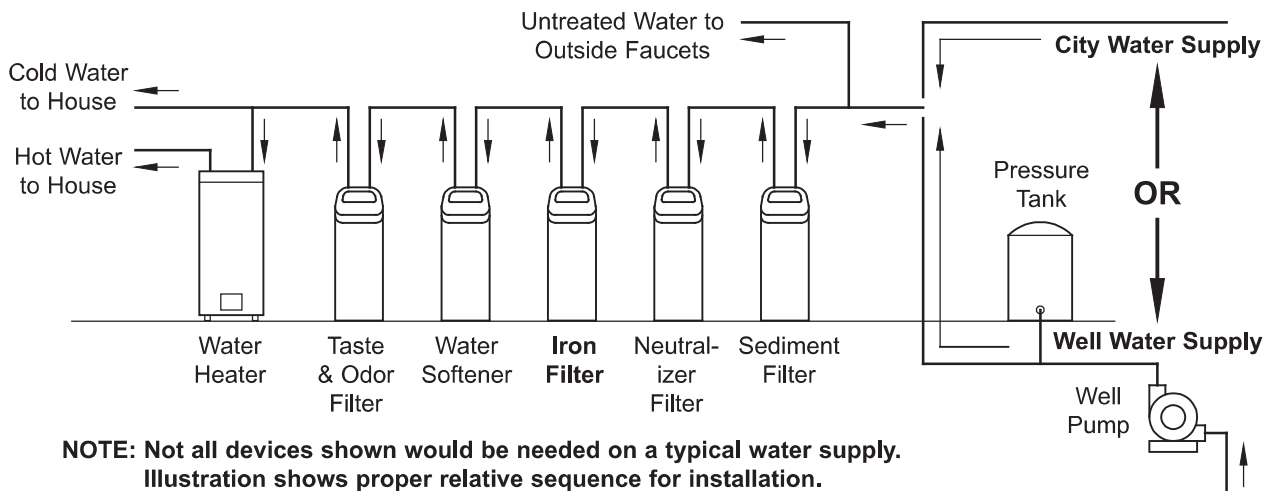 Untreated Water to
Outside Faucets
City Water Supply
Cold Water
to House
Hot Water
to House
Pressure
Tank
OR
Well Water Supply
Water
Heater
Taste
& Odor
Filter
Water
Softener
Iron
Filter
Neutral-
izer
Filter
Sediment
Filter
Well
Pump
NOTE: Not all devices shown would be needed on a typical water supply.
Illustration shows proper relative sequence for installation.